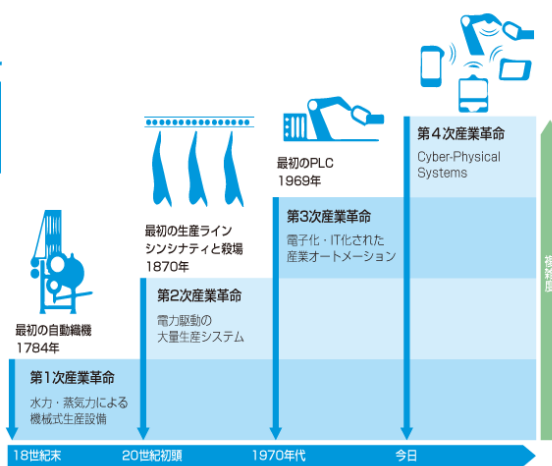 第4次産業革命
Cyber-Physical
Systems
最初のPLC
1969年
第3次産業革命
電子化・IT化された
産業オートメーション
最初の生産ライン
シンシナティと殺場
1870年
第2次産業革命
電力駆動の
大量生産システム
最初の自動織機
1784年
第1次産業革命
水力・蒸気力による
機械式生産設備
複雑度
18世紀末
20世紀初頭
1970年代
今日